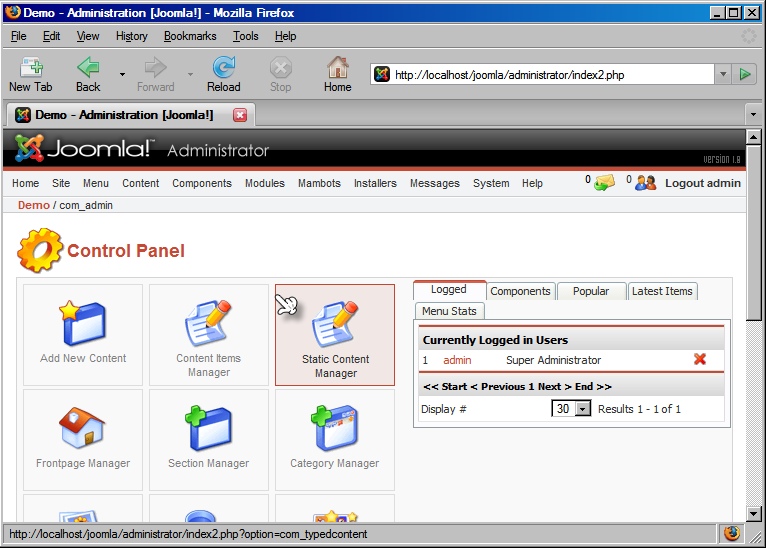 Demo - Administration [Joomla!] - Mozilla Firefox
File Edit View History Bookmarks Tools Help
New Tab Back Forward Reload Stop Home http://localhost/joomla/administrator/index2.php
Demo - Administration [Joomla!]
Joomla!™ Administrator
version 1.0
Home Site Menu Content Components Modules Mambots Installers Messages System Help 0 0 Logout admin
Demo / com_admin
Control Panel
Add New Content
Content Items
Manager
Static Content
Manager
Frontpage Manager
Section Manager
Category Manager
Logged Components Popular Latest Items
Menu Stats
Currently Logged in Users
1 admin Super Administrator
<< Start < Previous 1 Next > End >>
Display # 30 Results 1 - 1 of 1
http://localhost/joomla/administrator/index2.php?option=com_typedcontent